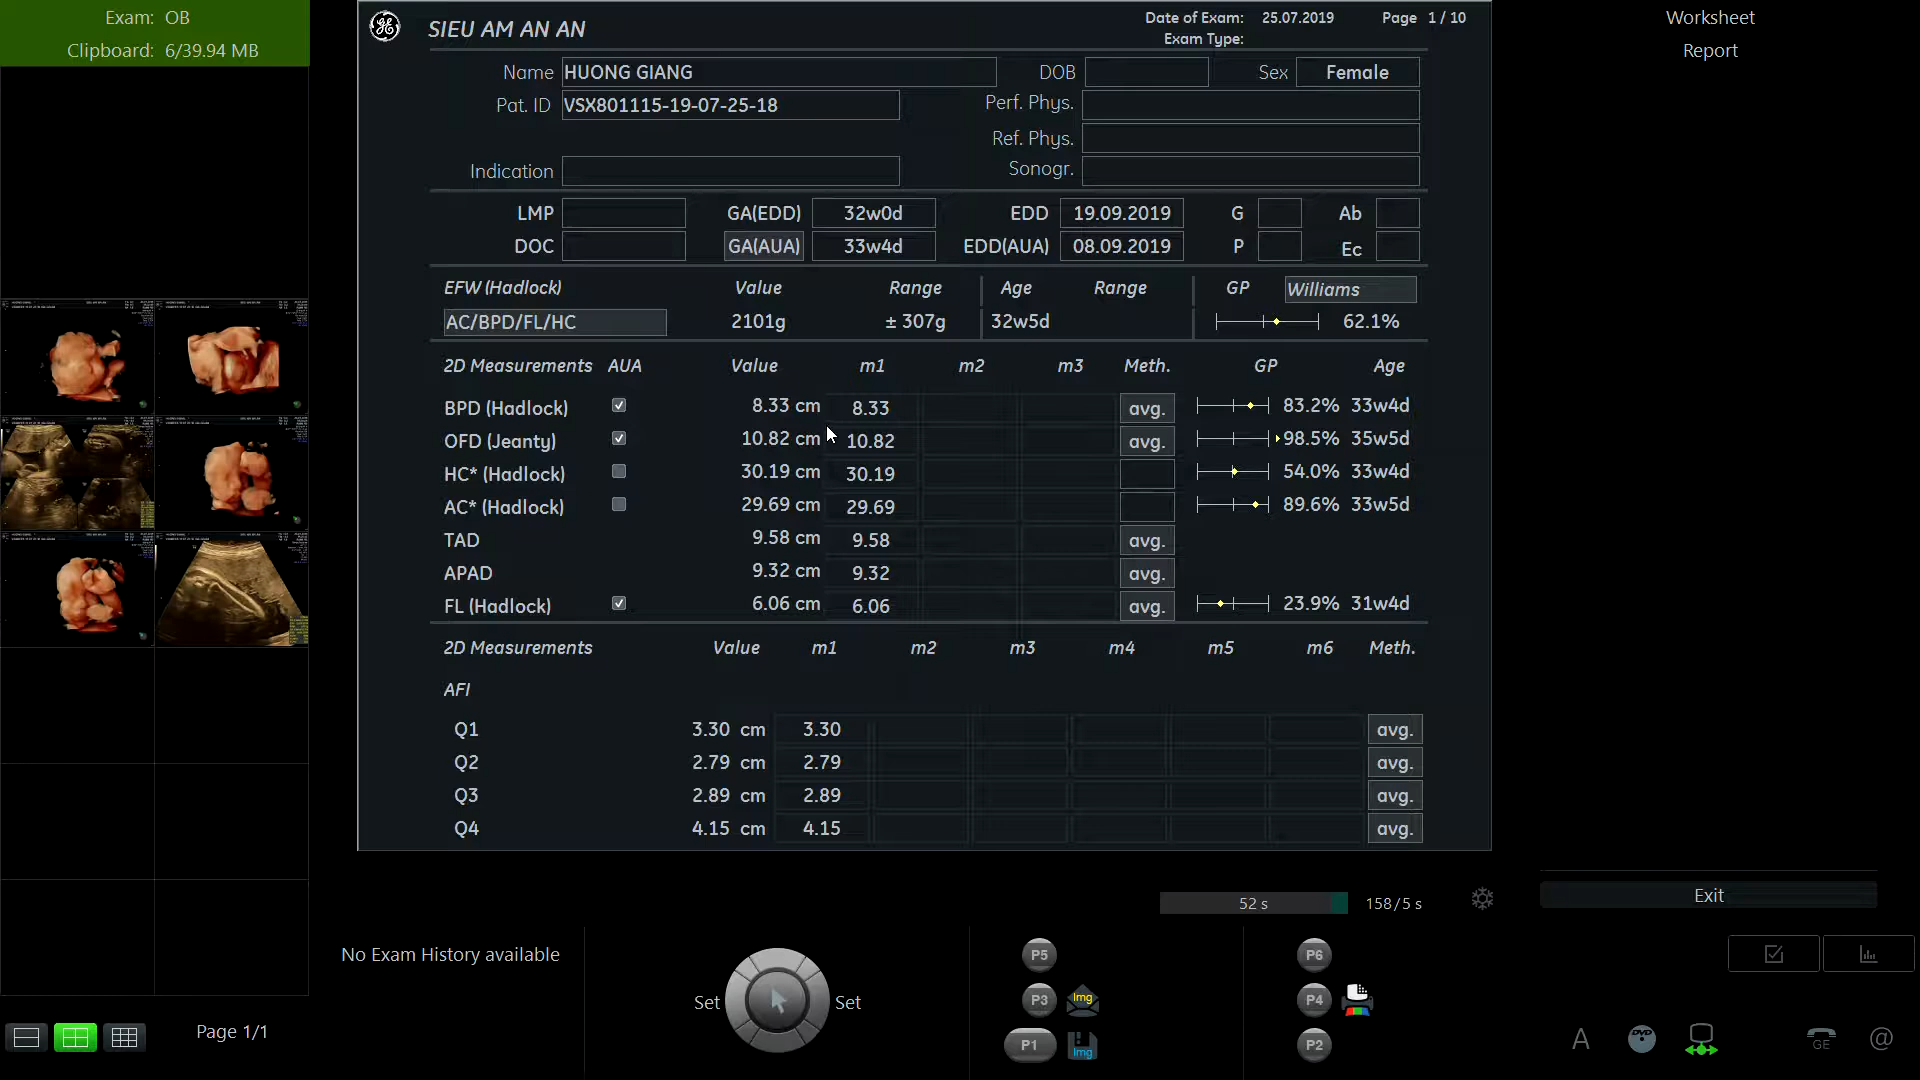 Exam: OB
Clipboard: 6/39.94 MB
SIEU AM AN AN
Date of Exam: 25.07.2019 Page 1 / 10
Exam Type:
Worksheet
Report
Name HUONG GIANG DOB Sex Female
Pat. ID VSX801115-19-07-25-18 Perf. Phys.
Ref. Phys.
Indication Sonogr.
LMP GA(EDD) 32w0d EDD 19.09.2019 G Ab
DOC GA(AUA) 33w4d EDD(AUA) 08.09.2019 P Ec
EFW (Hadlock) Value Range Age Range GP Williams
AC/BPD/FL/HC 2101g ± 307g 32w5d 62.1%
2D Measurements AUA Value m1 m2 m3 Meth. GP Age
BPD (Hadlock) 8.33 cm 8.33 avg. 83.2% 33w4d
OFD (Jeanty) 10.82 cm 10.82 avg. 98.5% 35w5d
HC* (Hadlock) 30.19 cm 30.19 54.0% 33w4d
AC* (Hadlock) 29.69 cm 29.69 89.6% 33w5d
TAD 9.58 cm 9.58 avg.
APAD 9.32 cm 9.32 avg.
FL (Hadlock) 6.06 cm 6.06 avg. 23.9% 31w4d
2D Measurements Value m1 m2 m3 m4 m5 m6 Meth.
AFI
Q1 3.30 cm 3.30 avg.
Q2 2.79 cm 2.79 avg.
Q3 2.89 cm 2.89 avg.
Q4 4.15 cm 4.15 avg.
52 s 158/5 s
Exit
No Exam History available
Set Set
P5 P6
P3 Img P4
P1 Img P2
Page 1/1
A DVD GE @